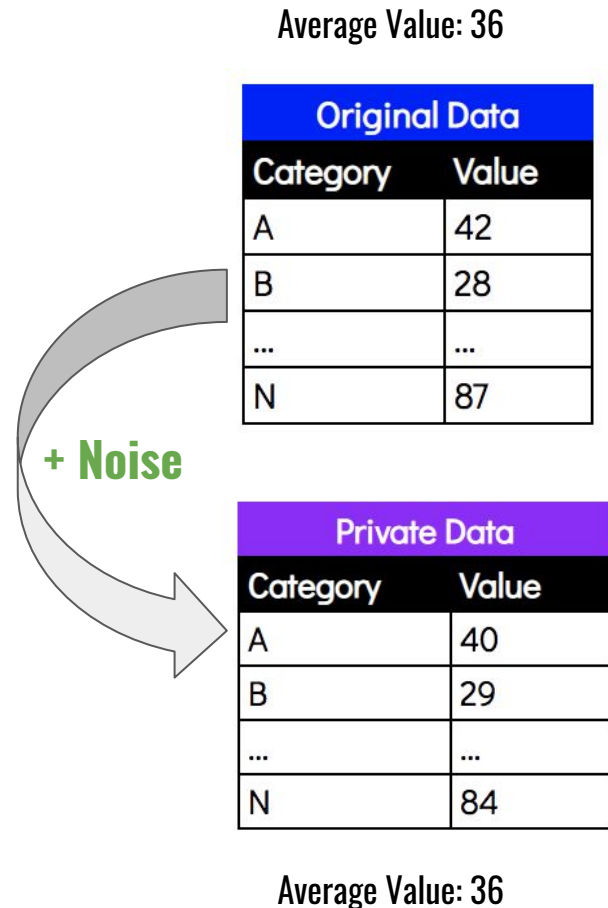 Average Value: 36
Original Data
Category Value
A 42
B 28
... ...
N 87
+ Noise
Private Data
Category Value
A 40
B 29
... ...
N 84
Average Value: 36